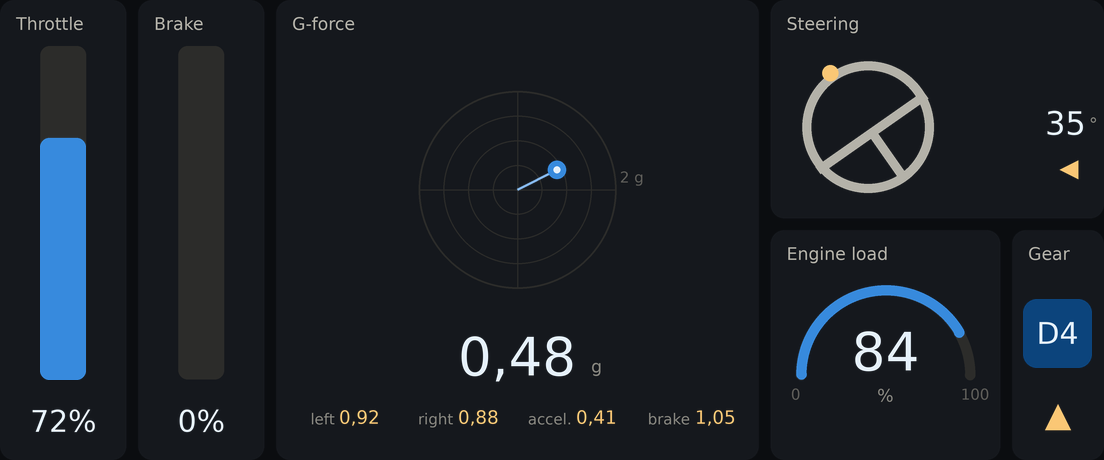 Throttle
72%
Brake
0%
G-force
2 g
0,48 g
left 0,92 right 0,88 accel. 0,41 brake 1,05
Steering
35°
Engine load
84
0 % 100
Gear
D4